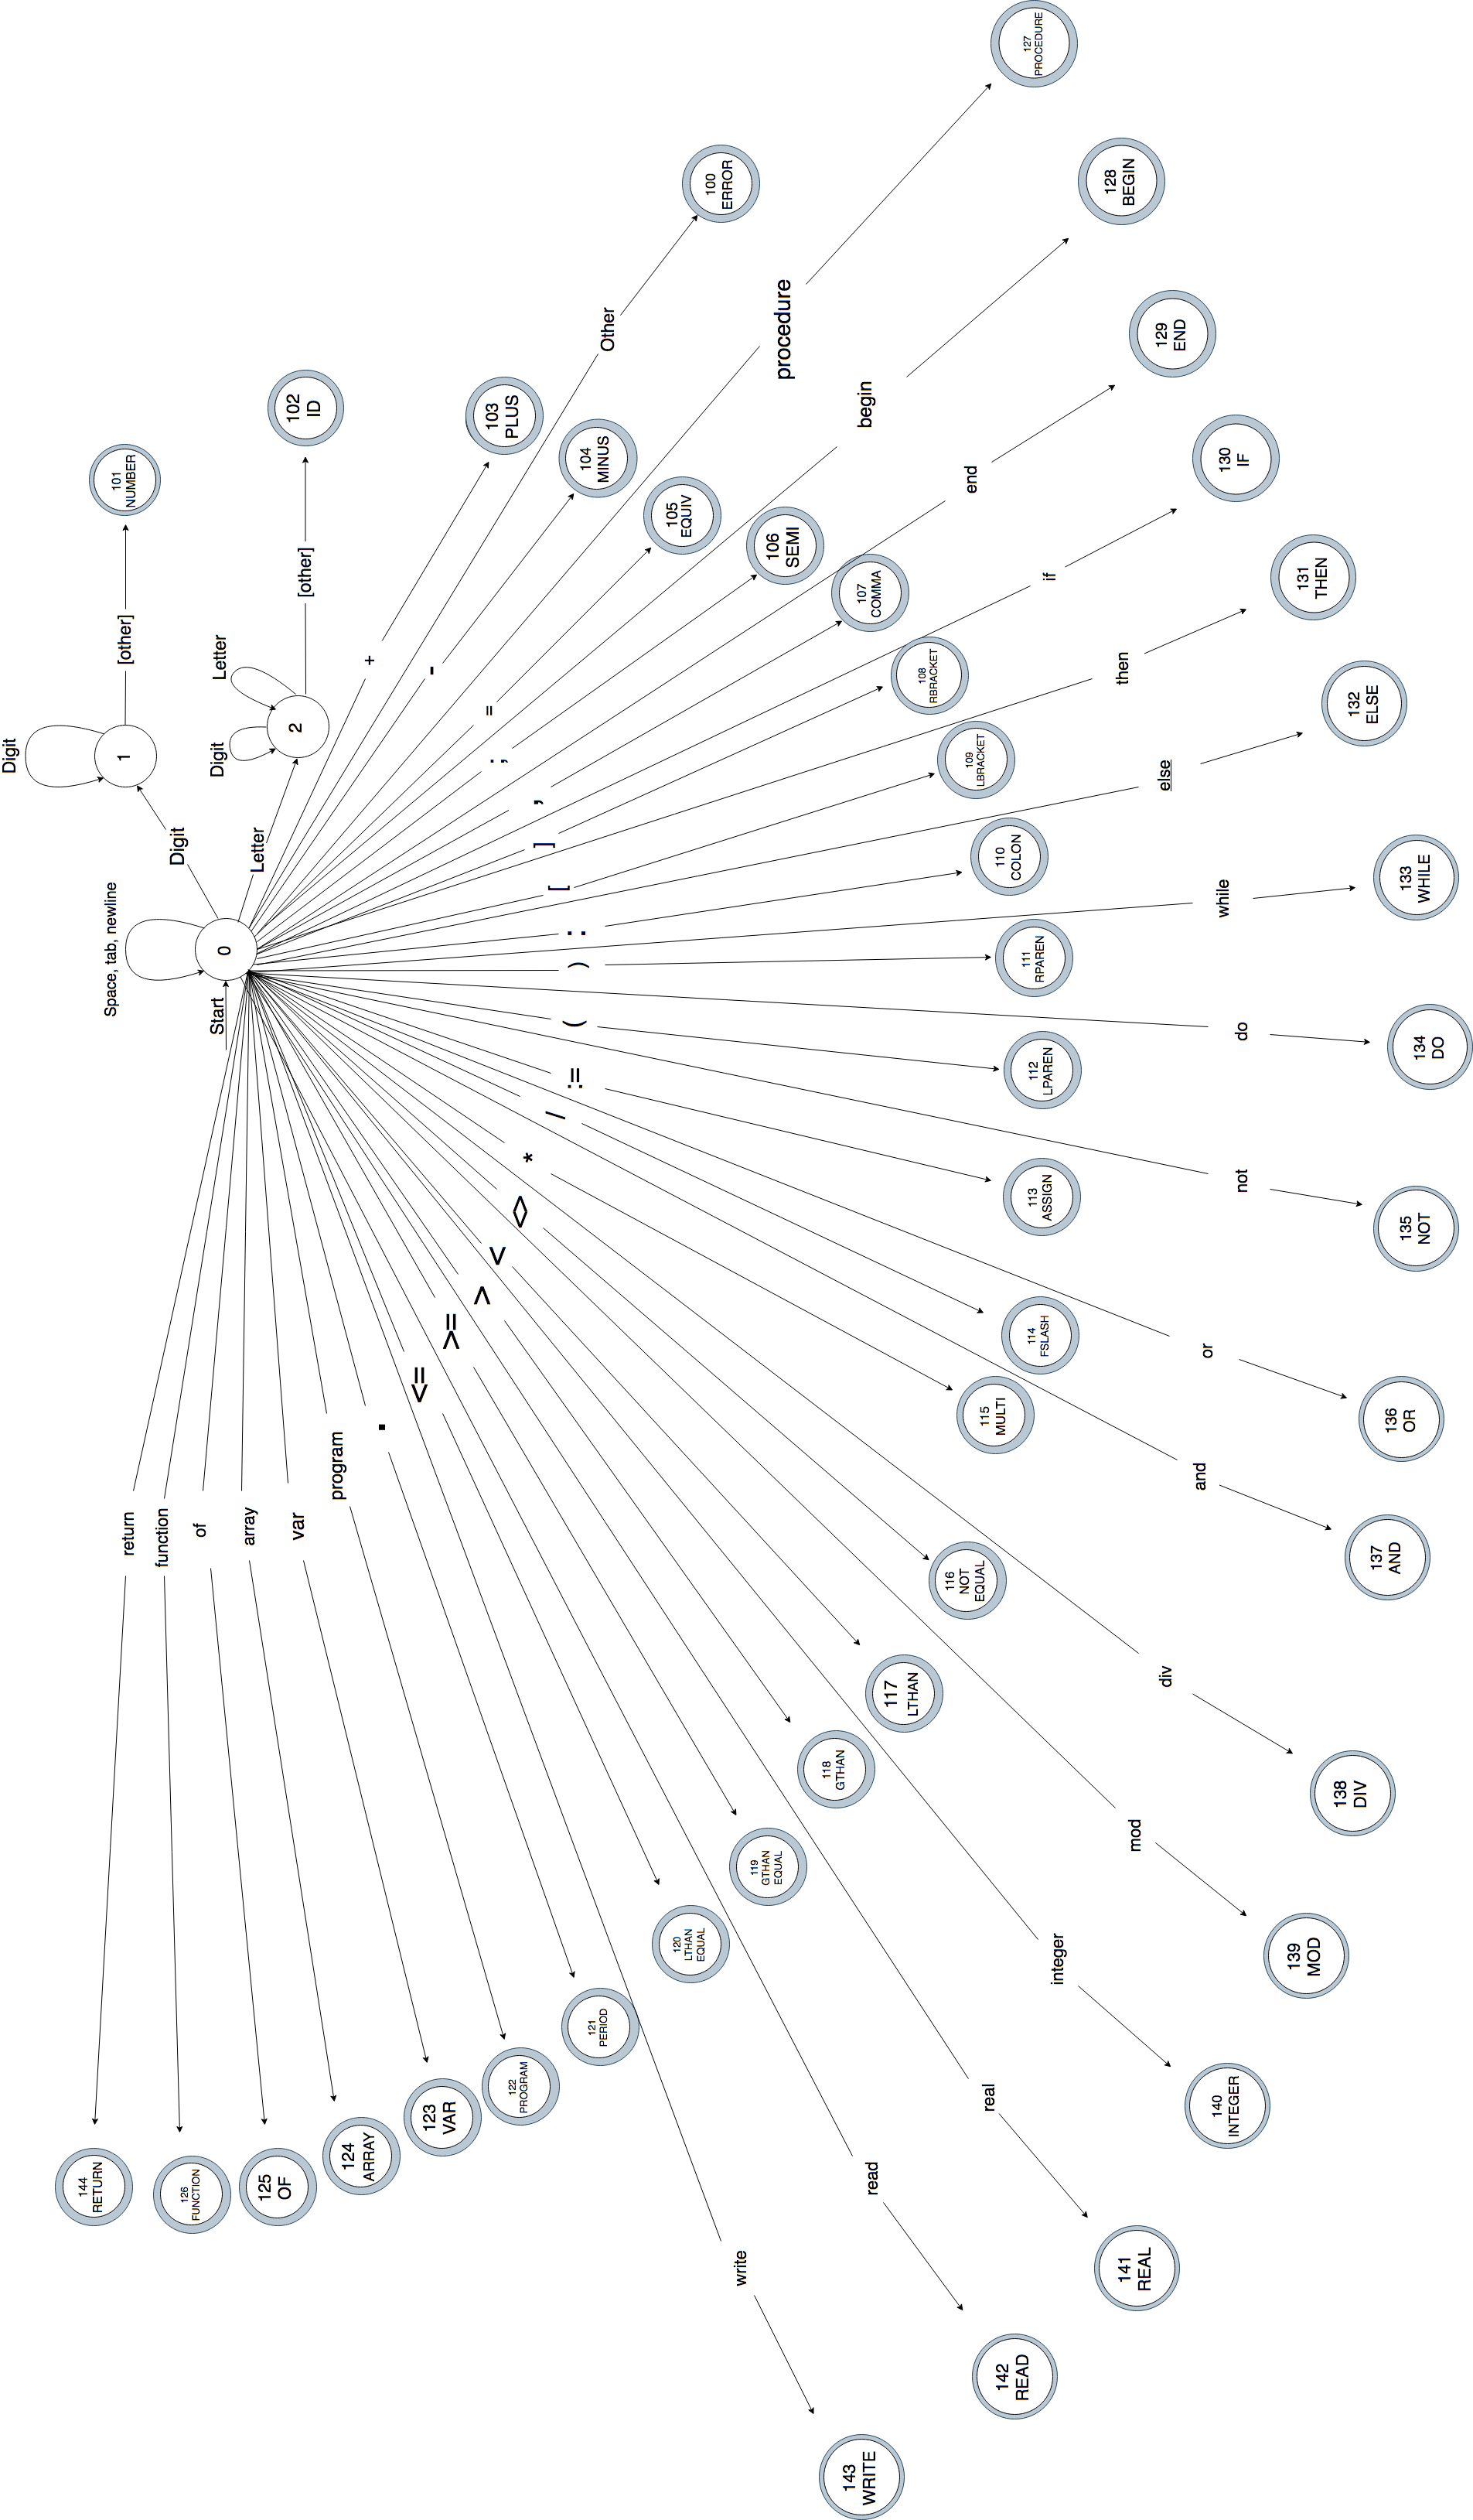 Start
0
Space, tab, newline
Digit
1
Digit
[other]
101
NUMBER
Letter
2
Digit
Letter
[other]
102
ID
+
103
PLUS
Other
100
ERROR
-
104
MINUS
procedure
127
PROCEDURE
=
105
EQUIV
begin
128
BEGIN
;
106
SEMI
end
129
END
,
107
COMMA
if
130
IF
]
108
RBRACKET
then
131
THEN
[
109
LBRACKET
else
132
ELSE
:
110
COLON
while
133
WHILE
)
111
RPAREN
do
134
DO
(
112
LPAREN
not
135
NOT
:=
113
ASSIGN
or
136
OR
/
114
FSLASH
and
137
AND
*
115
MULTI
div
138
DIV
<>
116
NOT
EQUAL
mod
139
MOD
<
117
LTHAN
integer
140
INTEGER
>
118
GTHAN
real
141
REAL
>=
119
GTHAN
EQUAL
read
142
READ
<=
120
LTHAN
EQUAL
write
143
WRITE
.
121
PERIOD
program
122
PROGRAM
var
123
VAR
array
124
ARRAY
of
125
OF
function
126
FUNCTION
return
144
RETURN